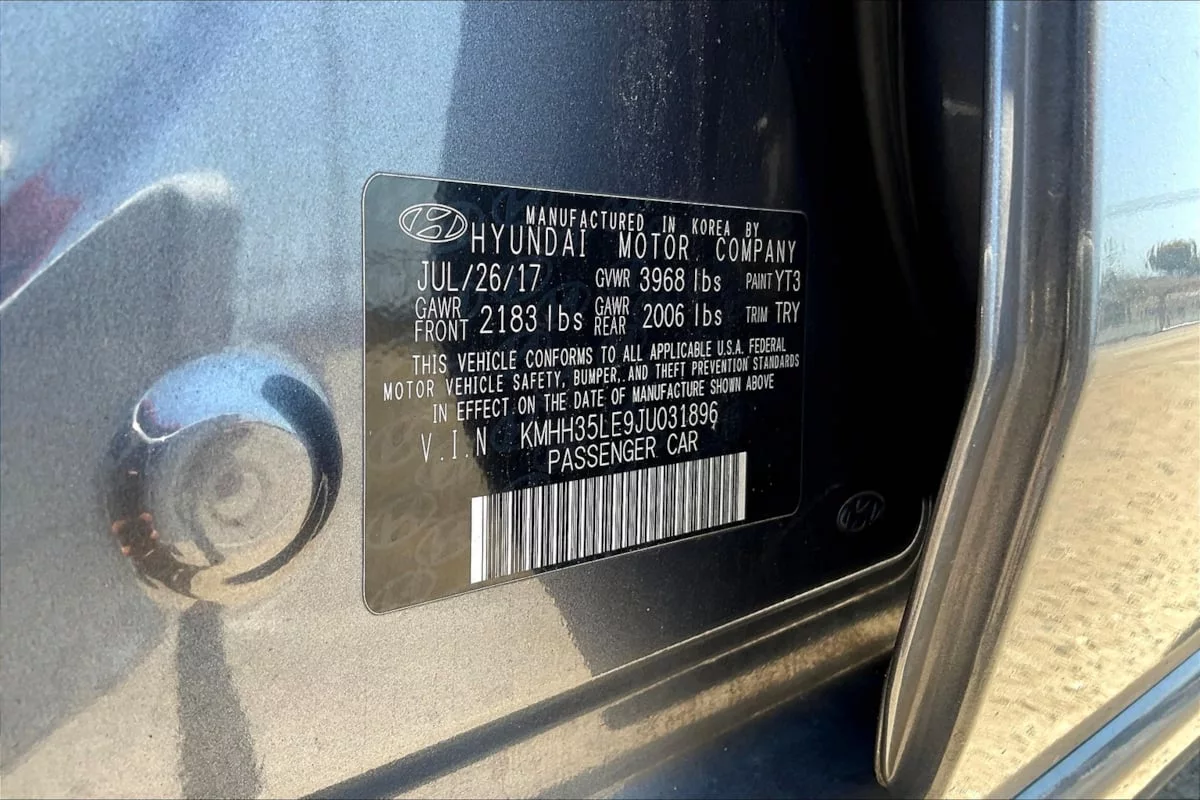 MANUFACTURED IN KOREA BY
HYUNDAI MOTOR COMPANY
JUL/26/17 GVWR 3968 lbs PAINT YT3
GAWR FRONT 2183 lbs GAWR REAR 2006 lbs TRIM TRY
THIS VEHICLE CONFORMS TO ALL APPLICABLE U.S.A. FEDERAL
MOTOR VEHICLE SAFETY, BUMPER, AND THEFT PREVENTION STANDARDS
IN EFFECT ON THE DATE OF MANUFACTURE SHOWN ABOVE
V.I.N KMHH35LE9JU031896
PASSENGER CAR